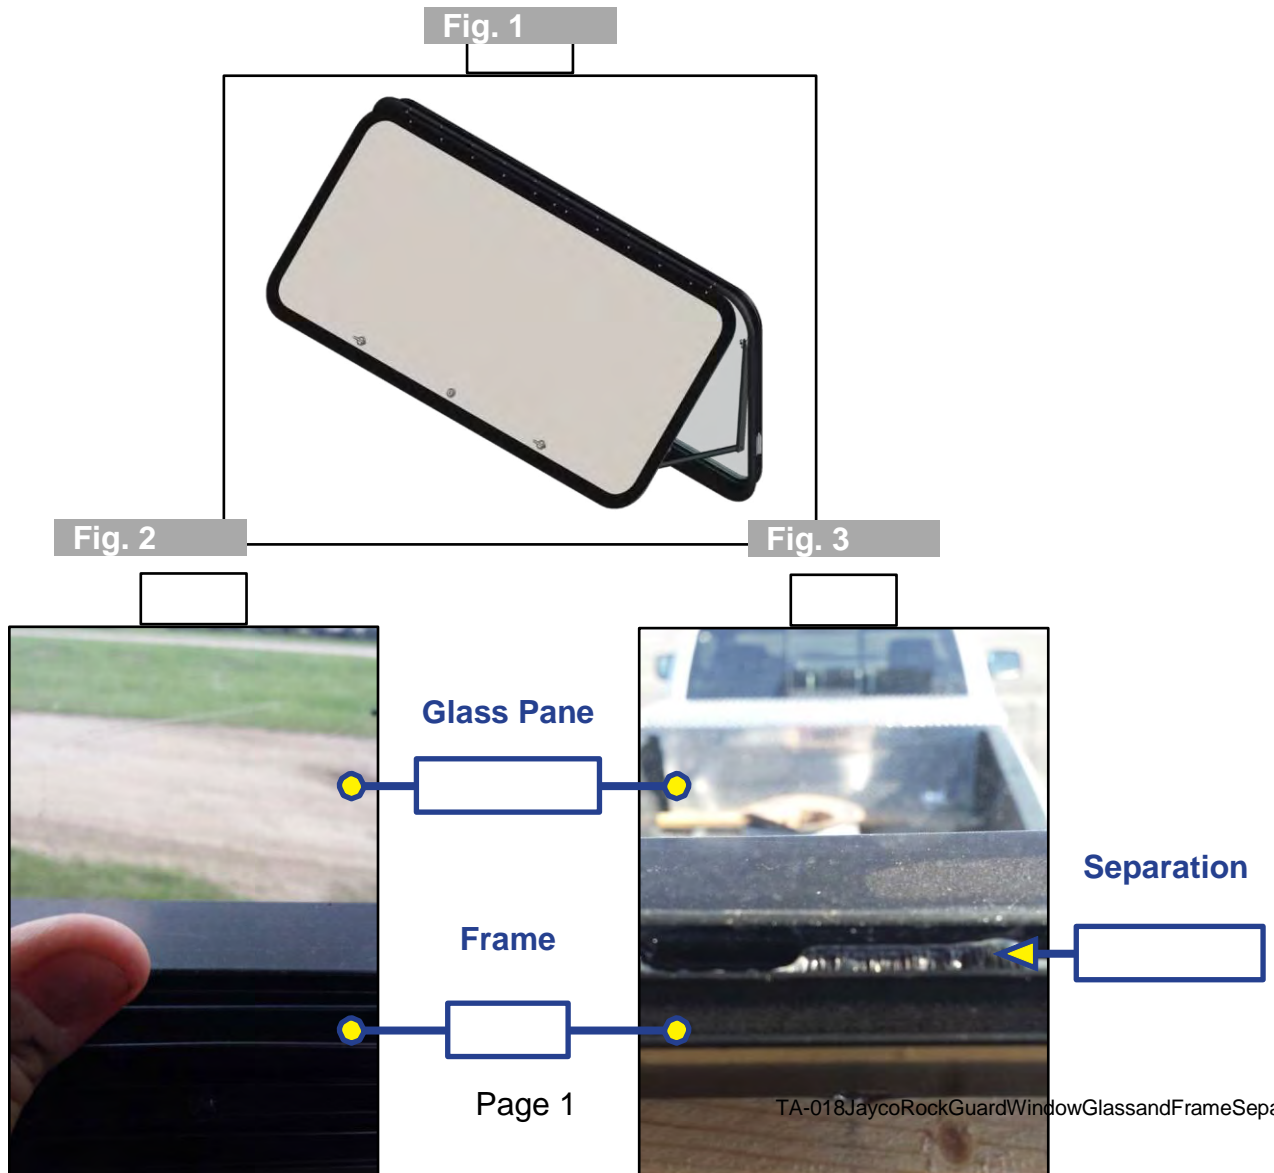 Fig. 1
Fig. 2
Fig. 3
Glass Pane
Separation
Frame
Page 1
TA-018JaycoRockGuardWindowGlassandFrameSepa